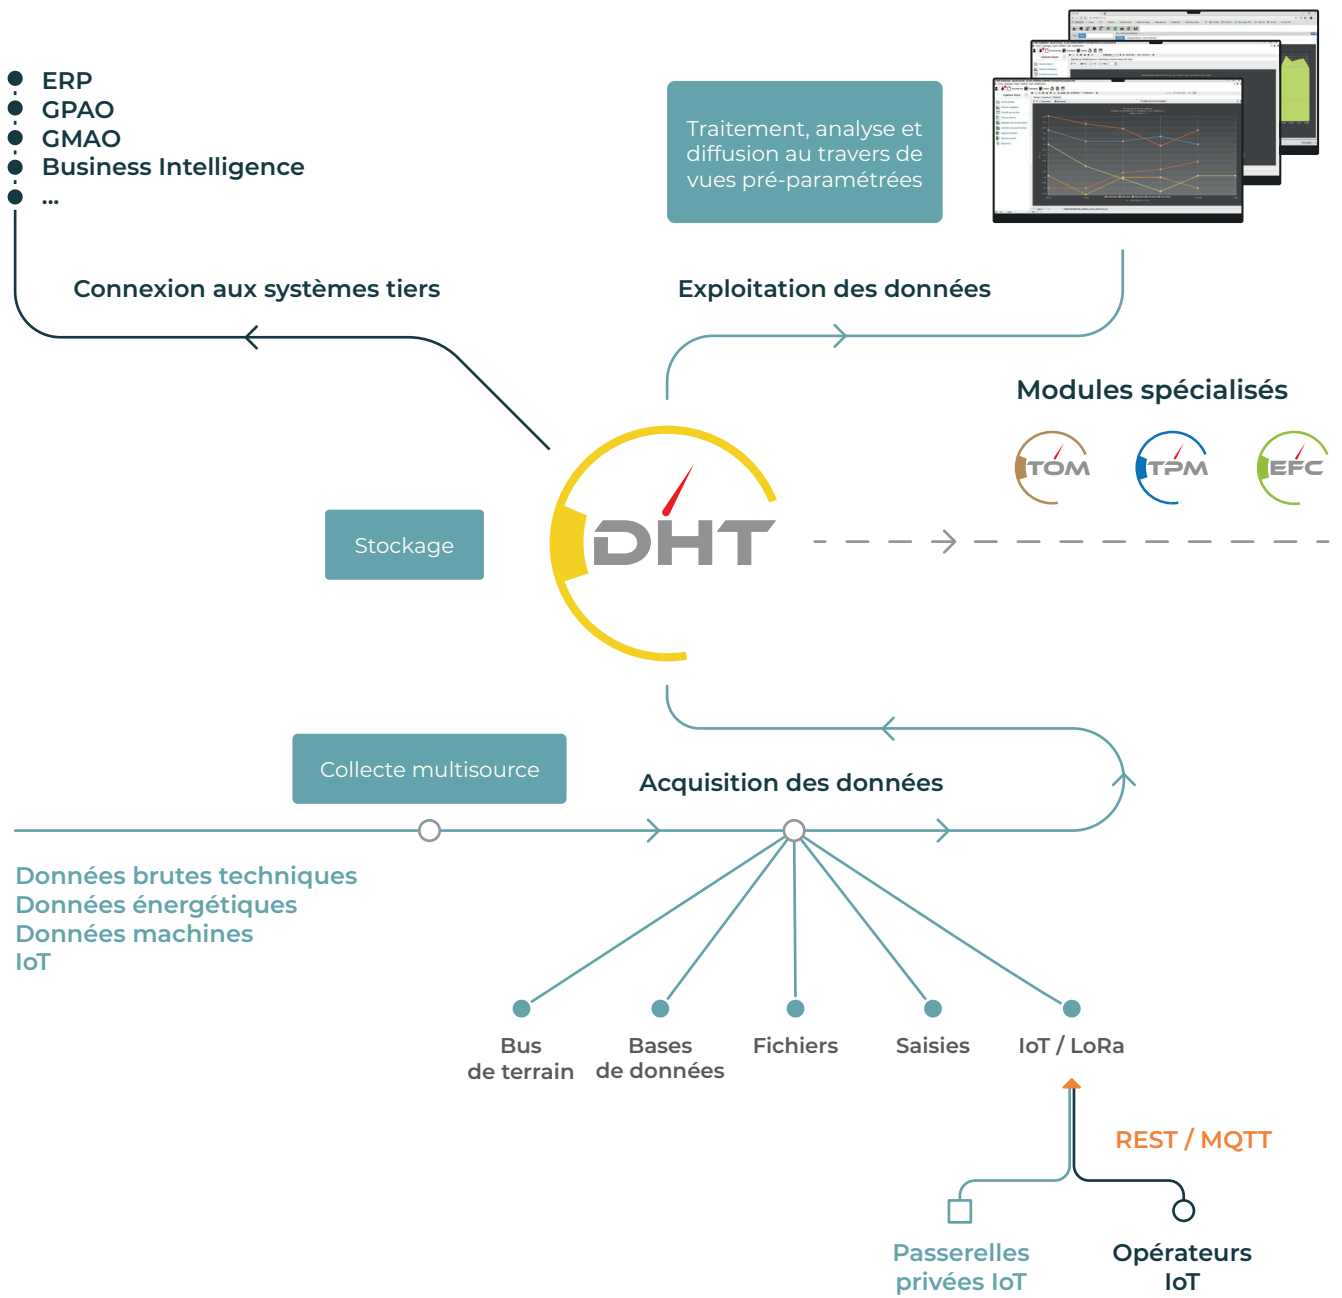 ERP
GPAO
GMAO
Business Intelligence
...
Traitement, analyse et
diffusion au travers de
vues pré-paramétrées
Connexion aux systèmes tiers
Exploitation des données
Modules spécialisés
TOM
TPM
EFC
Stockage
DHT
Collecte multisource
Acquisition des données
Données brutes techniques
Données énergétiques
Données machines
IoT
Bus
de terrain
Bases
de données
Fichiers
Saisies
IoT / LoRa
REST / MQTT
Passerelles
privées IoT
Opérateurs
IoT